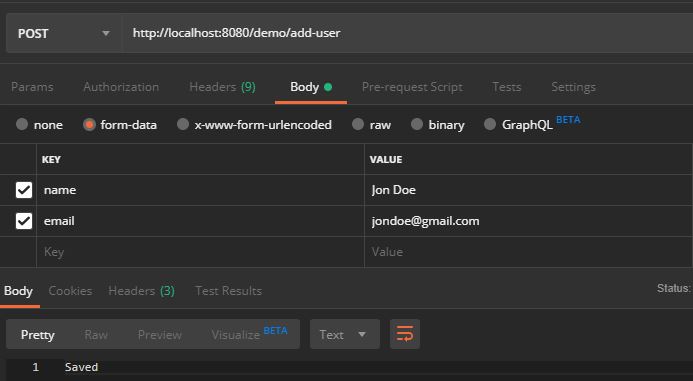 POST http://localhost:8080/demo/add-user
Params Authorization Headers (9) Body Pre-request Script Tests Settings
none form-data x-www-form-urlencoded raw binary GraphQL BETA
KEY VALUE
name Jon Doe
email jondoe@gmail.com
Key Value
Body Cookies Headers (3) Test Results Status:
Pretty Raw Preview Visualize BETA Text
1 Saved